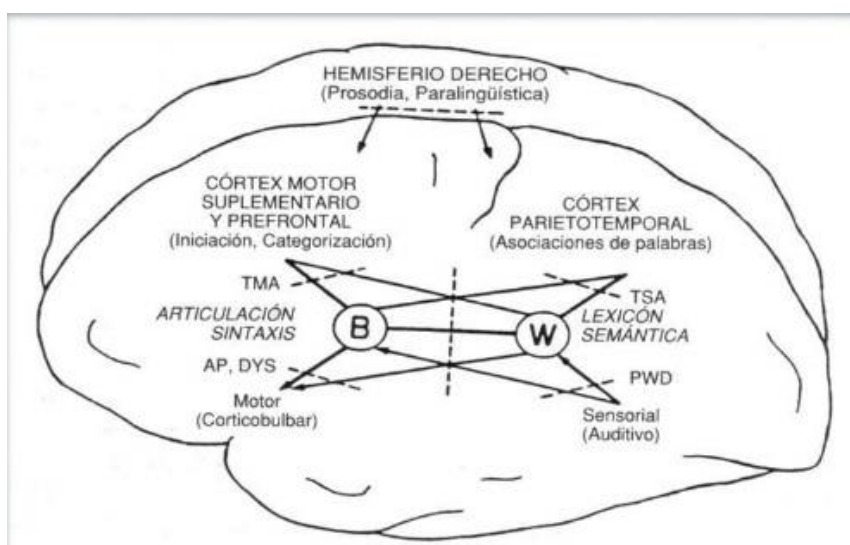 HEMISFERIO DERECHO
(Prosodia, Paralingüística)
CÓRTEX MOTOR
SUPLEMENTARIO
Y PREFRONTAL
(Iniciación, Categorización)
CÓRTEX
PARIETOTEMPORAL
(Asociaciones de palabras)
TMA
TSA
ARTICULACIÓN
SINTAXIS
B
W
LEXICÓN
SEMÁNTICA
AP, DYS
PWD
Motor
(Corticobulbar)
Sensorial
(Auditivo)